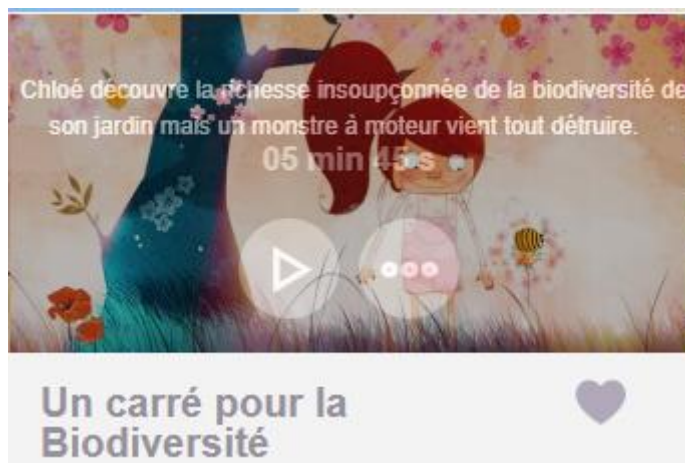 Chloé découvre la richesse insoupçonnée de la biodiversité de
son jardin mais un monstre à moteur vient tout détruire.
05 min 45 s
Un carré pour la
Biodiversité